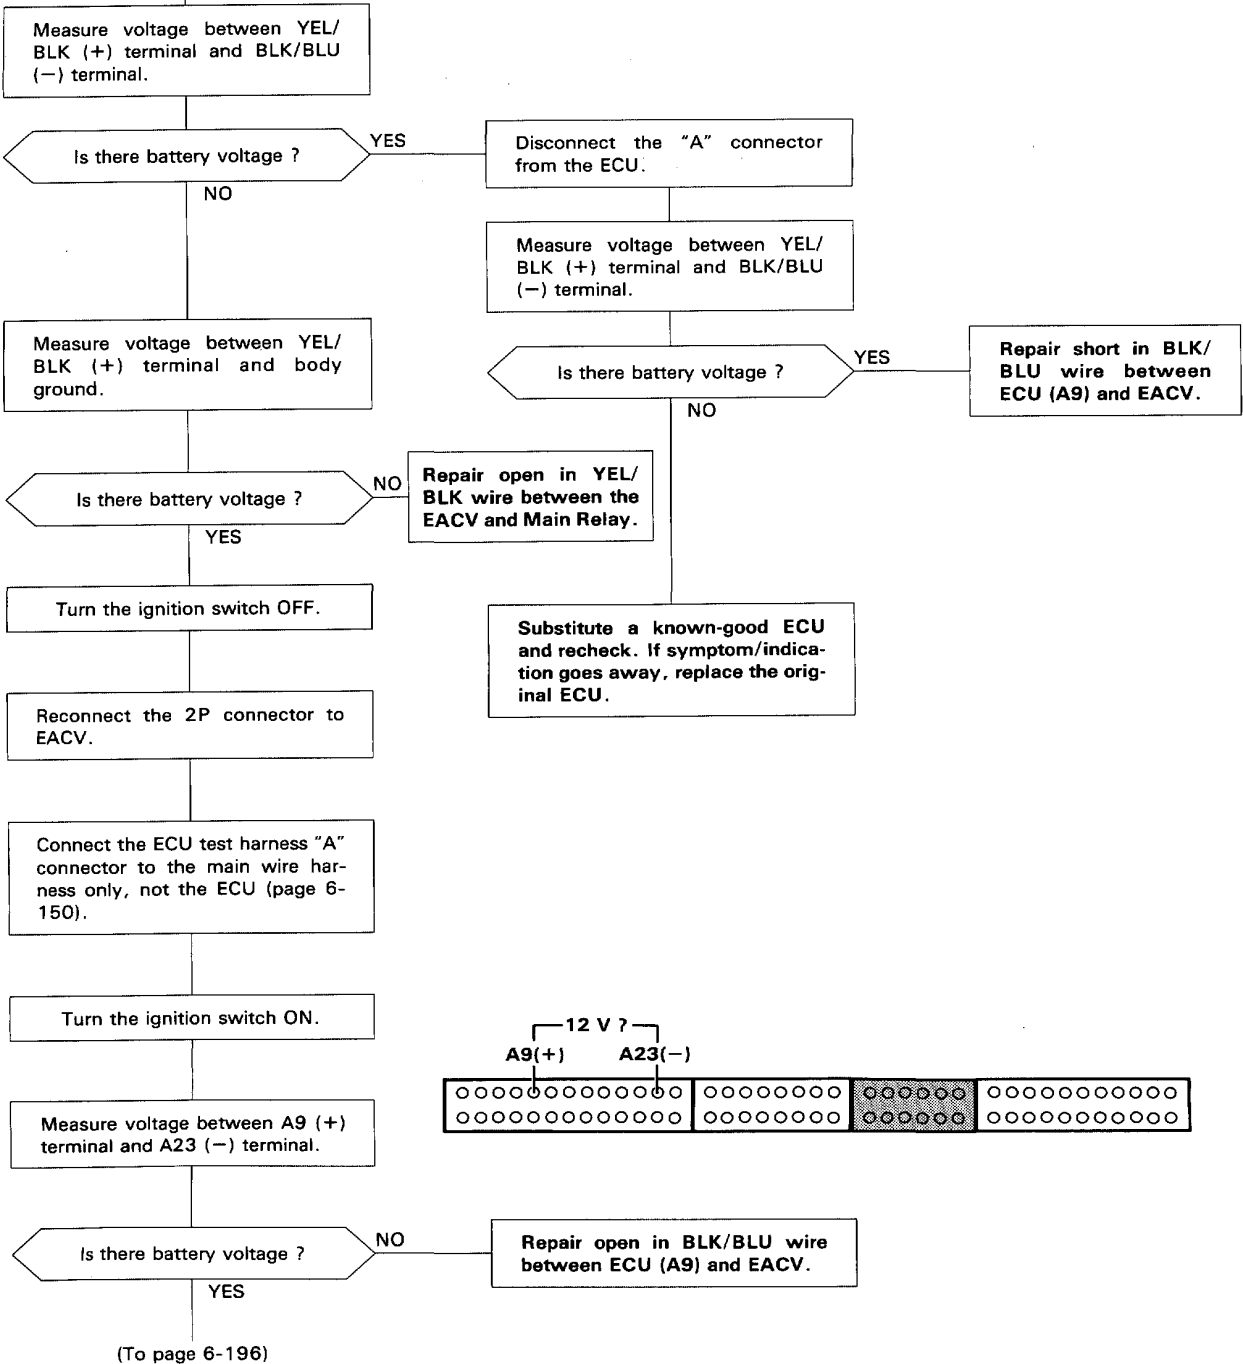 Measure voltage between YEL/
BLK (+) terminal and BLK/BLU
(−) terminal.
Is there battery voltage ?
YES
NO
Disconnect the "A" connector
from the ECU.
Measure voltage between YEL/
BLK (+) terminal and BLK/BLU
(−) terminal.
Measure voltage between YEL/
BLK (+) terminal and body
ground.
Is there battery voltage ?
YES
NO
Repair short in BLK/
BLU wire between
ECU (A9) and EACV.
Is there battery voltage ?
NO
YES
Repair open in YEL/
BLK wire between the
EACV and Main Relay.
Turn the ignition switch OFF.
Substitute a known-good ECU
and recheck. If symptom/indica-
tion goes away, replace the orig-
inal ECU.
Reconnect the 2P connector to
EACV.
Connect the ECU test harness "A"
connector to the main wire har-
ness only, not the ECU (page 6-
150).
Turn the ignition switch ON.
12 V ?
A9(+) A23(−)
Measure voltage between A9 (+)
terminal and A23 (−) terminal.
Is there battery voltage ?
NO
YES
Repair open in BLK/BLU wire
between ECU (A9) and EACV.
(To page 6-196)